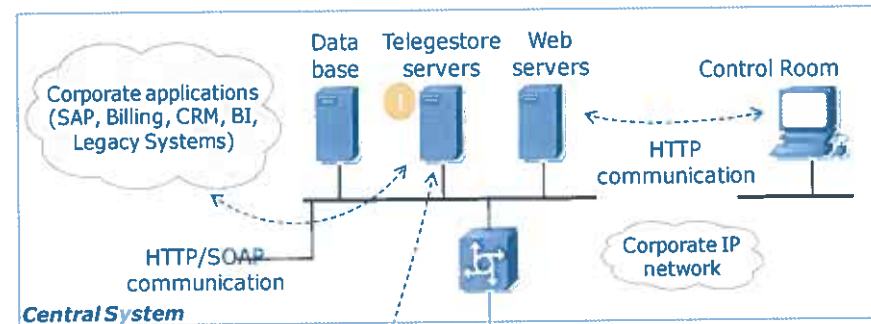 Data
base
Telegestore
servers
Web
servers
Control Room
Corporate applications
(SAP, Billing, CRM, BI,
Legacy Systems)
HTTP
communication
HTTP/SOAP
communication
Corporate IP
network
Central System